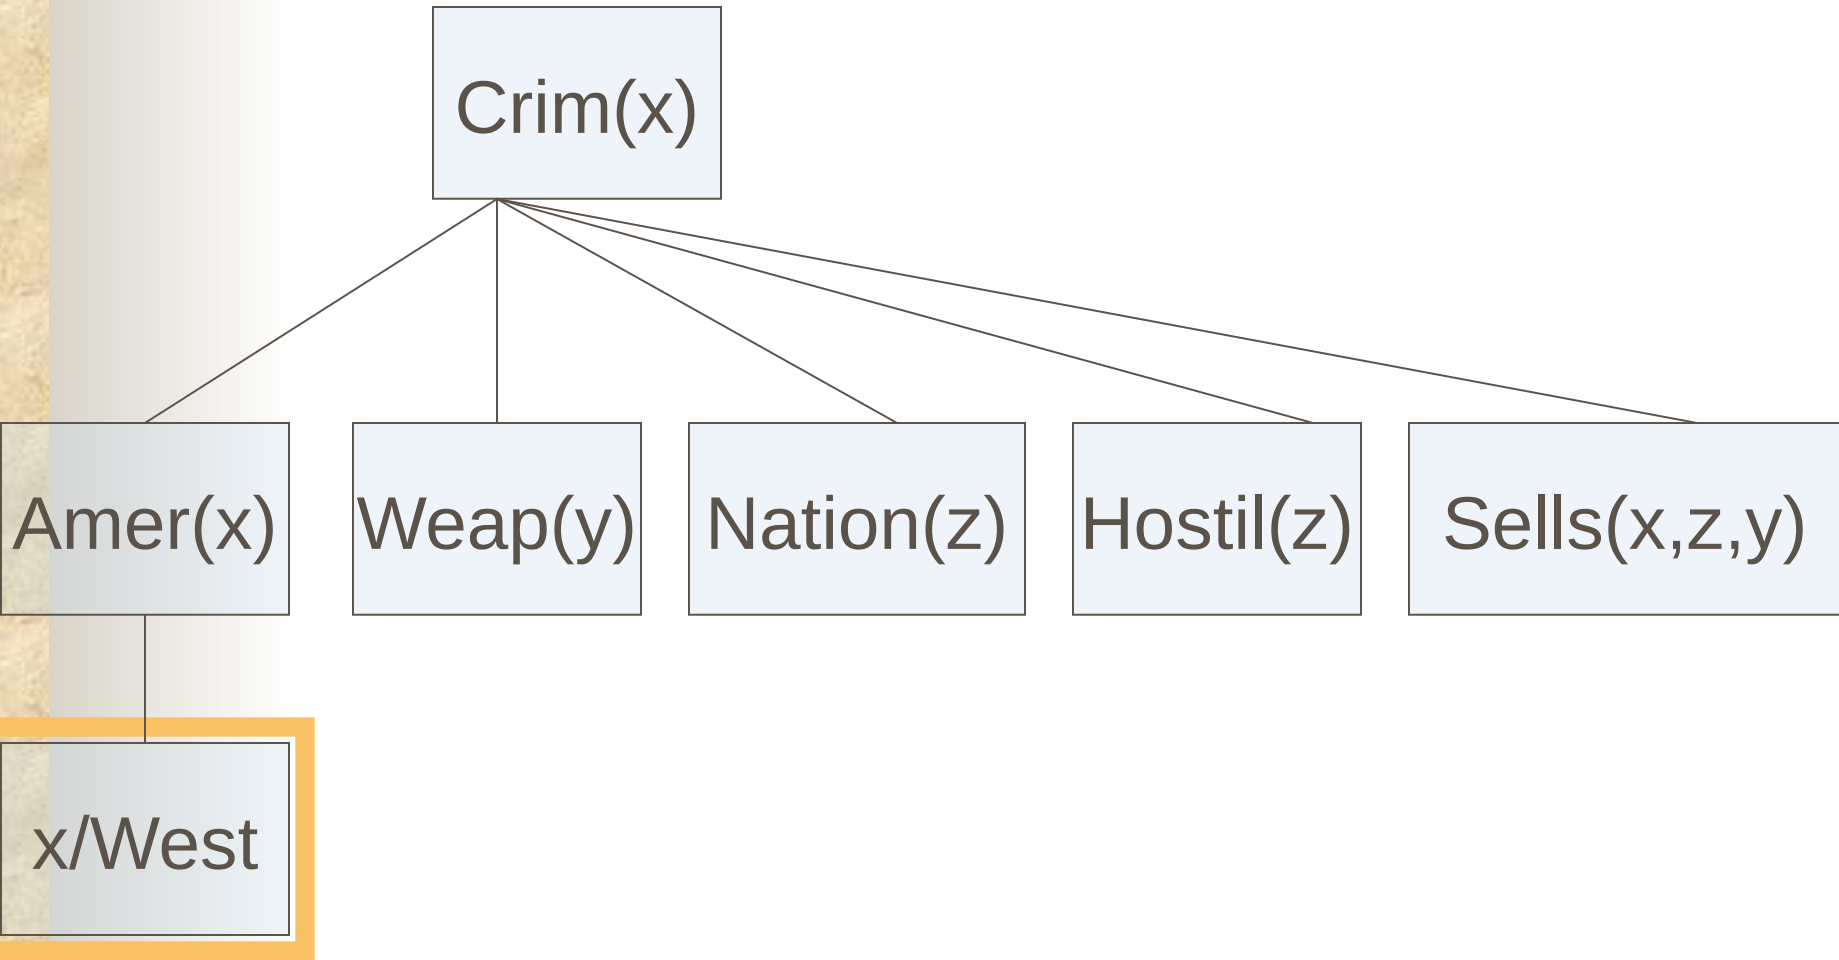 Crim(x)
Amer(x)
Weap(y)
Nation(z)
Hostil(z)
Sells(x,z,y)
x/West